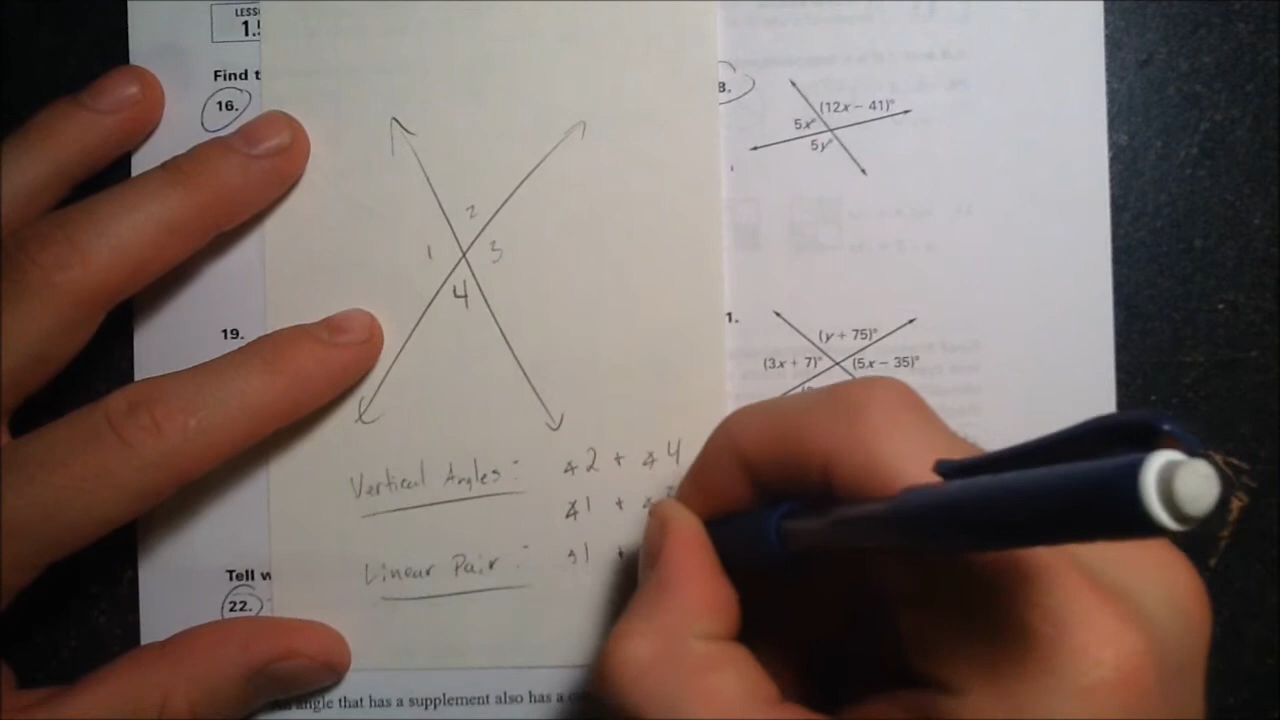 1.
Find t
16.
8.
(12x – 41)°
5x°
5y°
2
1 3
4
19.
1.
(y + 75)°
(3x + 7)° (5x – 35)°
Vertical Angles: ∡2 + ∡4
∡1 +
Linear Pair: ∡1 +
Tell w
22.
angle that has a supplement also has a